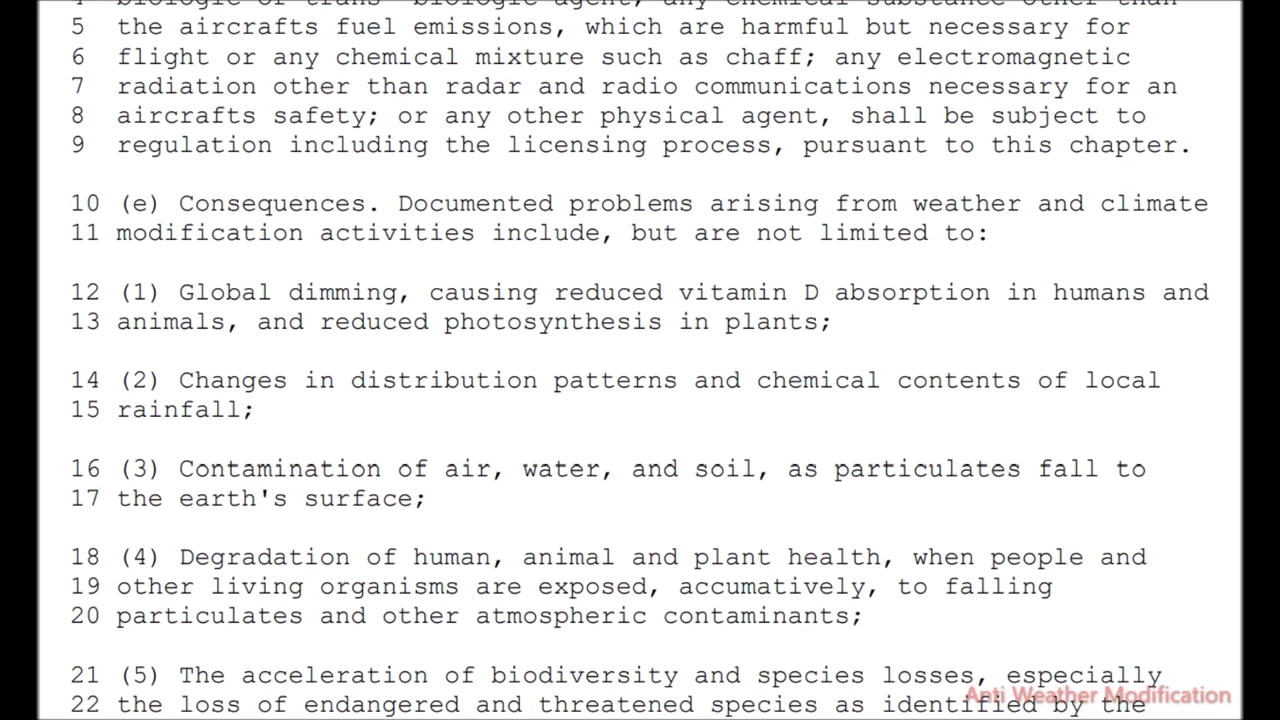 5 the aircrafts fuel emissions, which are harmful but necessary for
6 flight or any chemical mixture such as chaff; any electromagnetic
7 radiation other than radar and radio communications necessary for an
8 aircrafts safety; or any other physical agent, shall be subject to
9 regulation including the licensing process, pursuant to this chapter.
10 (e) Consequences. Documented problems arising from weather and climate
11 modification activities include, but are not limited to:
12 (1) Global dimming, causing reduced vitamin D absorption in humans and
13 animals, and reduced photosynthesis in plants;
14 (2) Changes in distribution patterns and chemical contents of local
15 rainfall;
16 (3) Contamination of air, water, and soil, as particulates fall to
17 the earth's surface;
18 (4) Degradation of human, animal and plant health, when people and
19 other living organisms are exposed, accumatively, to falling
20 particulates and other atmospheric contaminants;
21 (5) The acceleration of biodiversity and species losses, especially
22 the loss of endangered and threatened species as identified by the
Anti Weather Modification